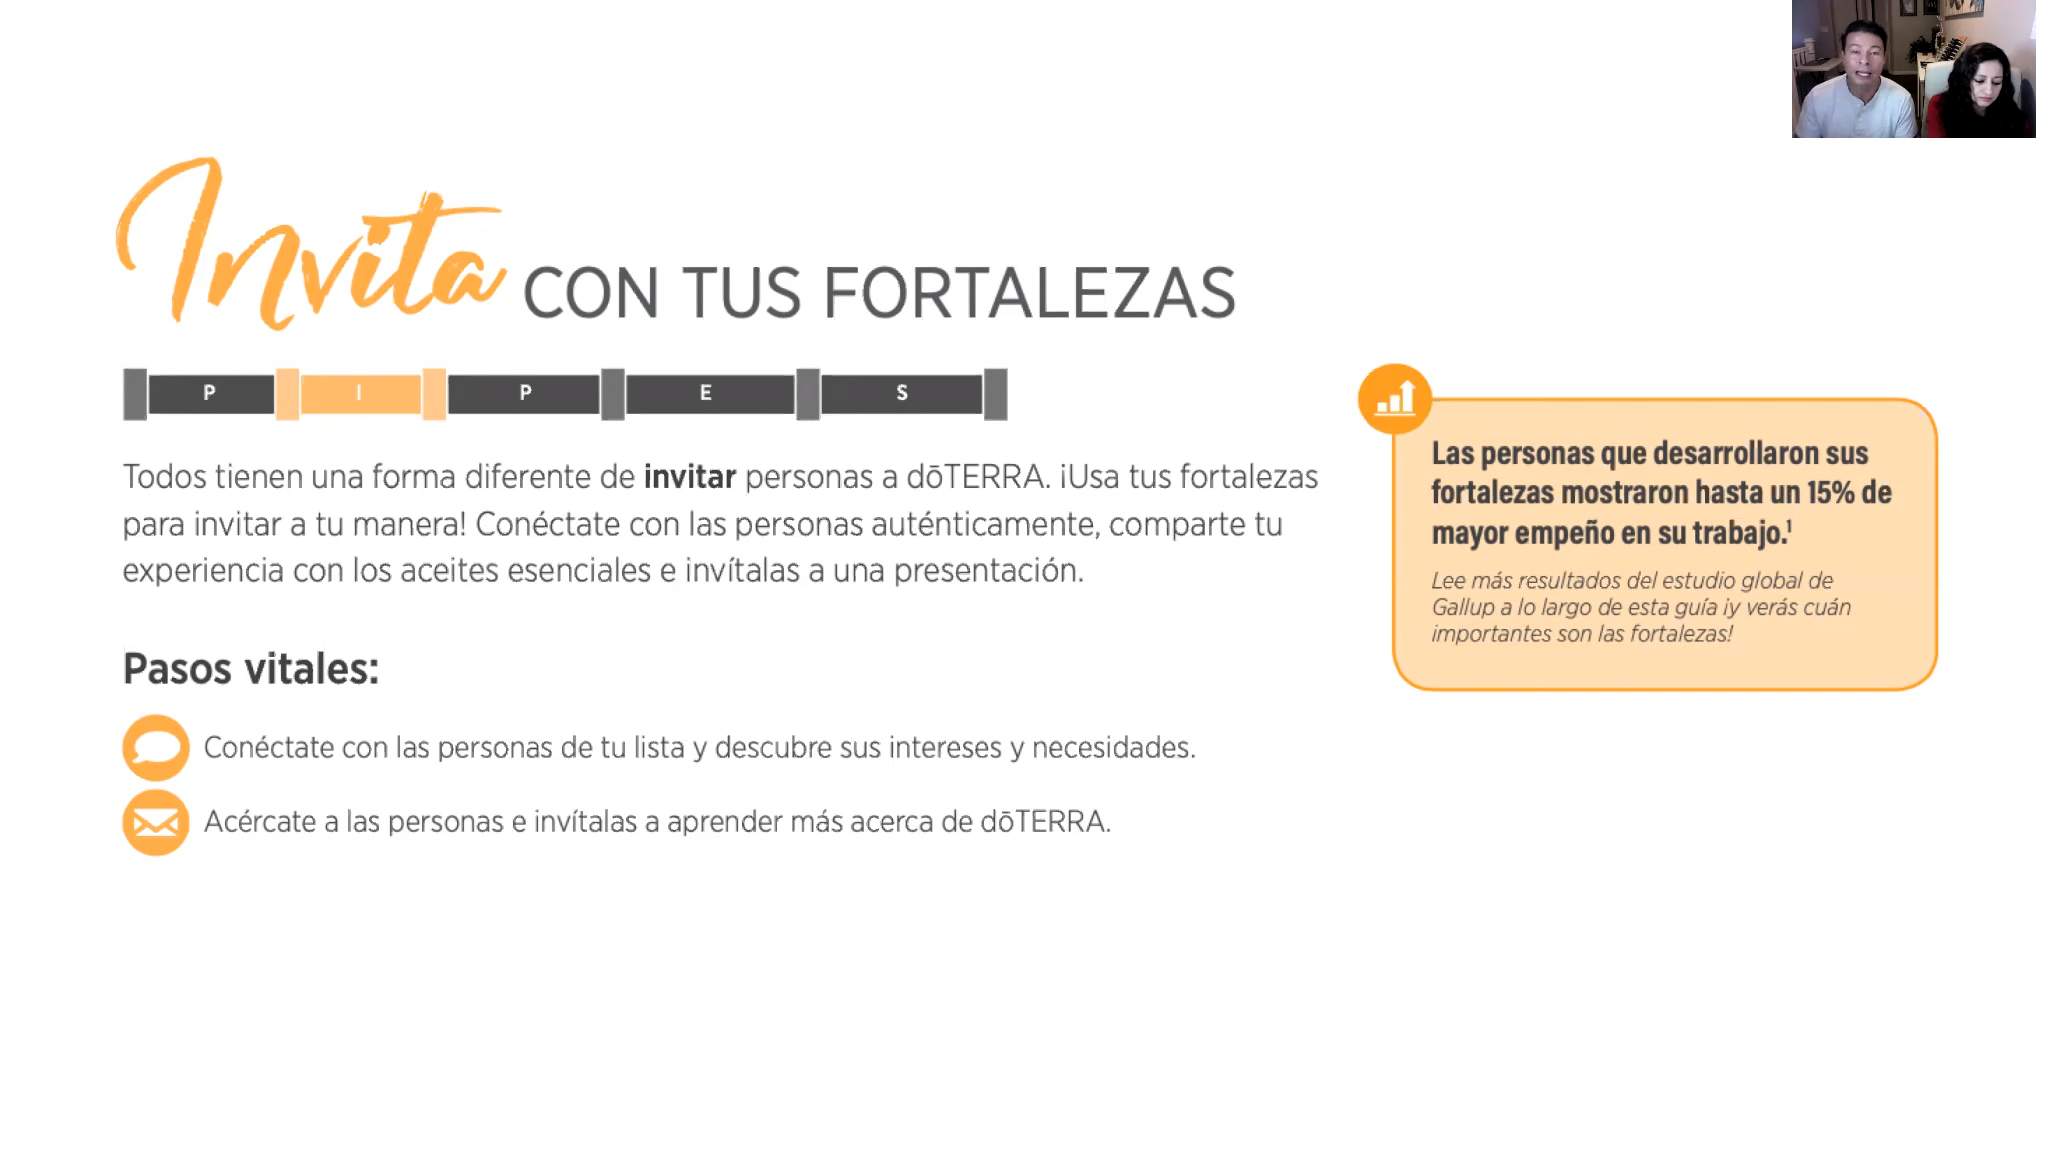 Invita CON TUS FORTALEZAS
P I P E S
Todos tienen una forma diferente de invitar personas a dōTERRA. ¡Usa tus fortalezas
para invitar a tu manera! Conéctate con las personas auténticamente, comparte tu
experiencia con los aceites esenciales e invítalas a una presentación.
Pasos vitales:
Conéctate con las personas de tu lista y descubre sus intereses y necesidades.
Acércate a las personas e invítalas a aprender más acerca de dōTERRA.
Las personas que desarrollaron sus
fortalezas mostraron hasta un 15% de
mayor empeño en su trabajo.¹
Lee más resultados del estudio global de
Gallup a lo largo de esta guía ¡y verás cuán
importantes son las fortalezas!